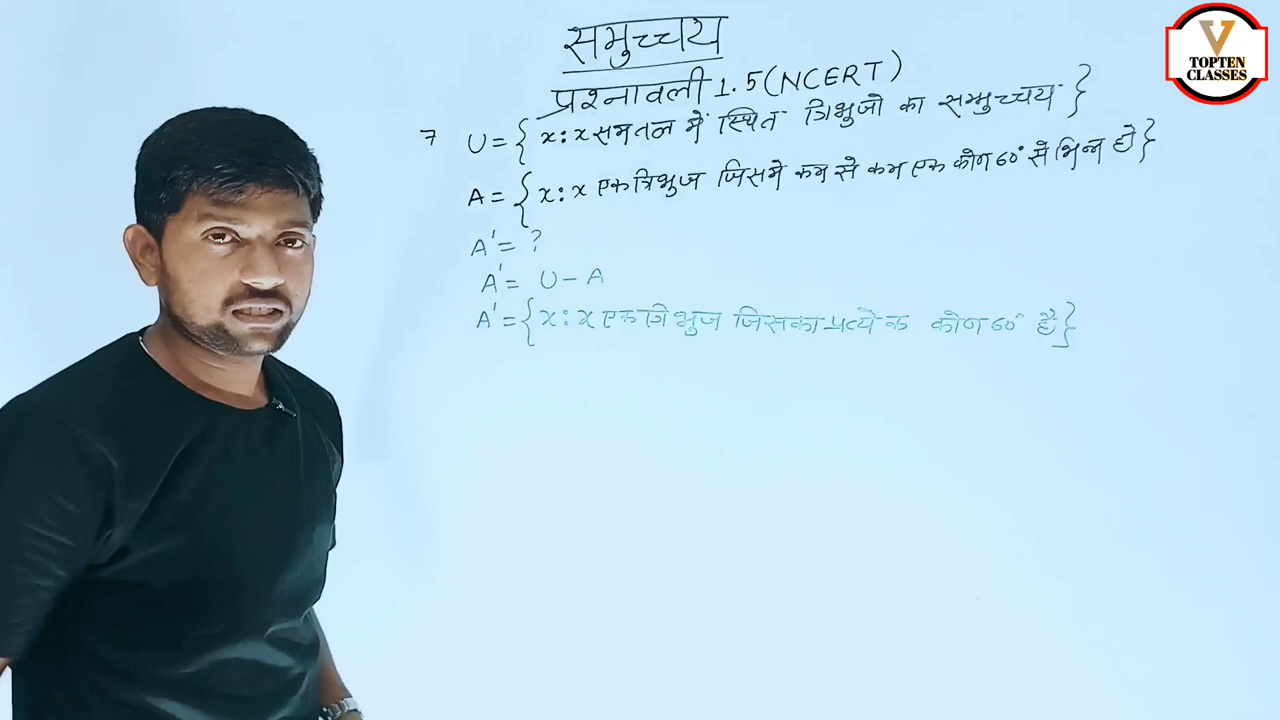 समुच्चय
प्रश्नावली 1.5 (NCERT)
7 U = { x : x समतल में स्थित त्रिभुजो का समुच्चय }
A = { x : x एक त्रिभुज जिसमे कम से कम एक कोण 60° से भिन्न है }
A' = ?
A' = U - A
A' = { x : x एक त्रिभुज जिसका प्रत्येक कोण 60° है }
V
TOPTEN
CLASSES